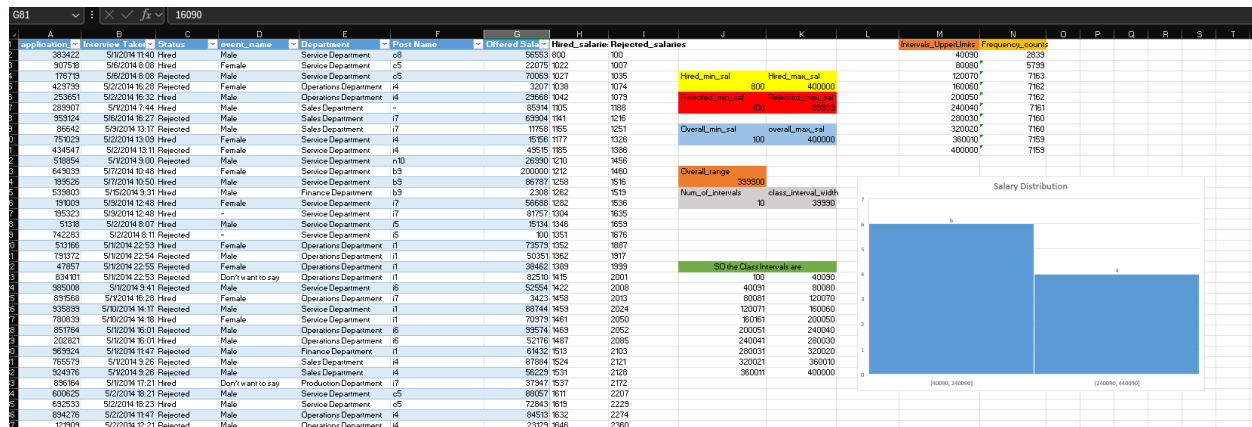 G81 fx 16090
A B C D E F G H I J K L M N O P Q R S T U
application_ Interview Taken Status event_name Department Post Name Offered Sala Hired_salarie Rejected_salaries Intervals_UpperLImits Frequency_counts
383422 5/1/2014 11:40 Hired Male Service Department c8 56553 800 100 40090 2839
907518 5/6/2014 8:08 Hired Female Service Department c5 22075 1022 1007 80080 5799
176719 5/6/2014 8:08 Rejected Male Service Department c5 70069 1027 1035 Hired_min_sal Hired_max_sal 120070 7163
429799 5/2/2014 16:28 Rejected Female Operations Department i4 3207 1038 1074 800 400000 160060 7162
253651 5/2/2014 16:32 Hired Male Operations Department i4 29668 1042 1079 Rejected_min_sal Rejected_max_sal 200050 7162
289907 5/1/2014 7:44 Hired Male Sales Department - 85914 1105 1188 100 99939 240040 7161
959124 5/6/2014 16:27 Rejected Male Sales Department i7 69904 1141 1216 280030 7160
86642 5/9/2014 13:17 Rejected Male Sales Department i7 11758 1155 1251 Overall_min_sal overall_max_sal 320020 7160
751029 5/2/2014 13:09 Hired Female Service Department i4 15156 1177 1326 100 400000 360010 7159
434547 5/2/2014 13:11 Rejected Female Service Department i4 49515 1185 1386 400000 7159
518854 5/1/2014 9:00 Rejected Male Service Department n10 26990 1210 1456
649039 5/7/2014 10:48 Hired Female Service Department b9 200000 1212 1460 Overall_range
199526 5/7/2014 10:50 Rejected Male Service Department b9 86787 1258 1516 399900
539803 5/15/2014 9:31 Hired Male Finance Department b9 2308 1262 1519 Num_of_intervals class_interval_width
191009 5/9/2014 12:48 Hired Female Service Department i7 56688 1282 1536 10 39990
195323 5/9/2014 12:48 Hired - Service Department i7 81757 1304 1635
51318 5/2/2014 8:07 Hired Male Service Department i5 15134 1346 1659
742283 5/2/2014 8:11 Rejected - Service Department i5 100 1351 1676
513166 5/1/2014 22:53 Hired Female Operations Department i1 73579 1352 1887
791372 5/1/2014 22:54 Rejected Male Operations Department i1 50351 1362 1917
47857 5/1/2014 22:55 Rejected Female Operations Department i1 38462 1389 1999 SO the Class Intervals are
834101 5/1/2014 22:53 Rejected Don't want to say Operations Department i1 82510 1415 2001 100 40090
985008 5/1/2014 9:41 Rejected Male Service Department i6 52554 1422 2008 40091 80080
891568 5/1/2014 16:28 Hired Female Operations Department i7 3423 1458 2013 80081 120070
935899 5/10/2014 14:17 Rejected Male Service Department i1 88744 1459 2024 120071 160060
780839 5/10/2014 14:18 Hired Female Service Department i1 70979 1461 2050 160161 200050
851764 5/1/2014 16:01 Rejected Male Operations Department i6 99574 1469 2052 200051 240040
202821 5/1/2014 16:01 Hired Male Operations Department i6 52176 1487 2085 240041 280030
969924 5/1/2014 11:47 Rejected Male Finance Department i1 61432 1513 2103 280031 320020
765579 5/1/2014 9:26 Rejected Male Sales Department i4 87884 1524 2121 320021 360010
924976 5/1/2014 9:26 Rejected Male Sales Department i4 56229 1531 2128 360011 400000
896164 5/1/2014 17:21 Hired Don't want to say Production Department i7 37947 1537 2172
600625 5/2/2014 18:21 Rejected Male Service Department c5 88057 1611 2207
692533 5/2/2014 18:23 Hired Male Service Department c5 72843 1619 2229
894276 5/2/2014 11:47 Rejected Male Operations Department i4 84513 1632 2274
121909 5/2/2014 12:21 Rejected Male Operations Department i4 23129 1646 2360
Salary Distribution
7
6
6
5
4
4
3
2
1
0
[40090, 240090] (240090, 440090]